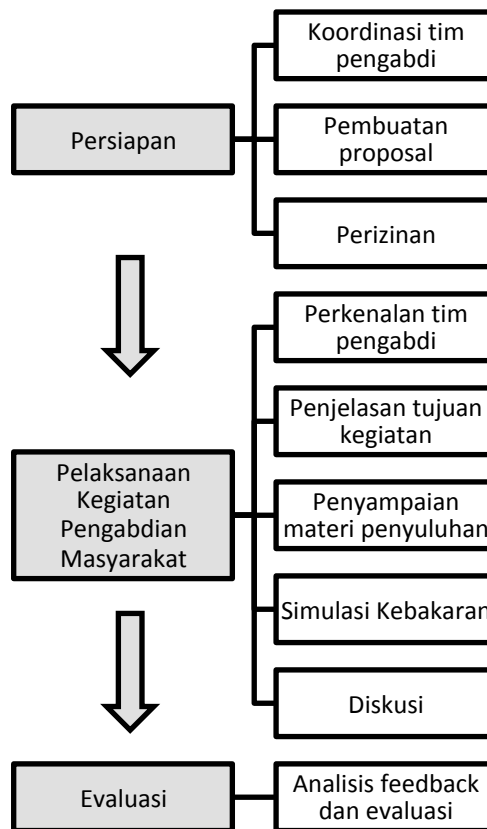 Persiapan
Koordinasi tim
pengabdi
Pembuatan
proposal
Perizinan
Pelaksanaan
Kegiatan
Pengabdian
Masyarakat
Perkenalan tim
pengabdi
Penjelasan tujuan
kegiatan
Penyampaian
materi penyuluhan
Simulasi Kebakaran
Diskusi
Evaluasi
Analisis feedback
dan evaluasi